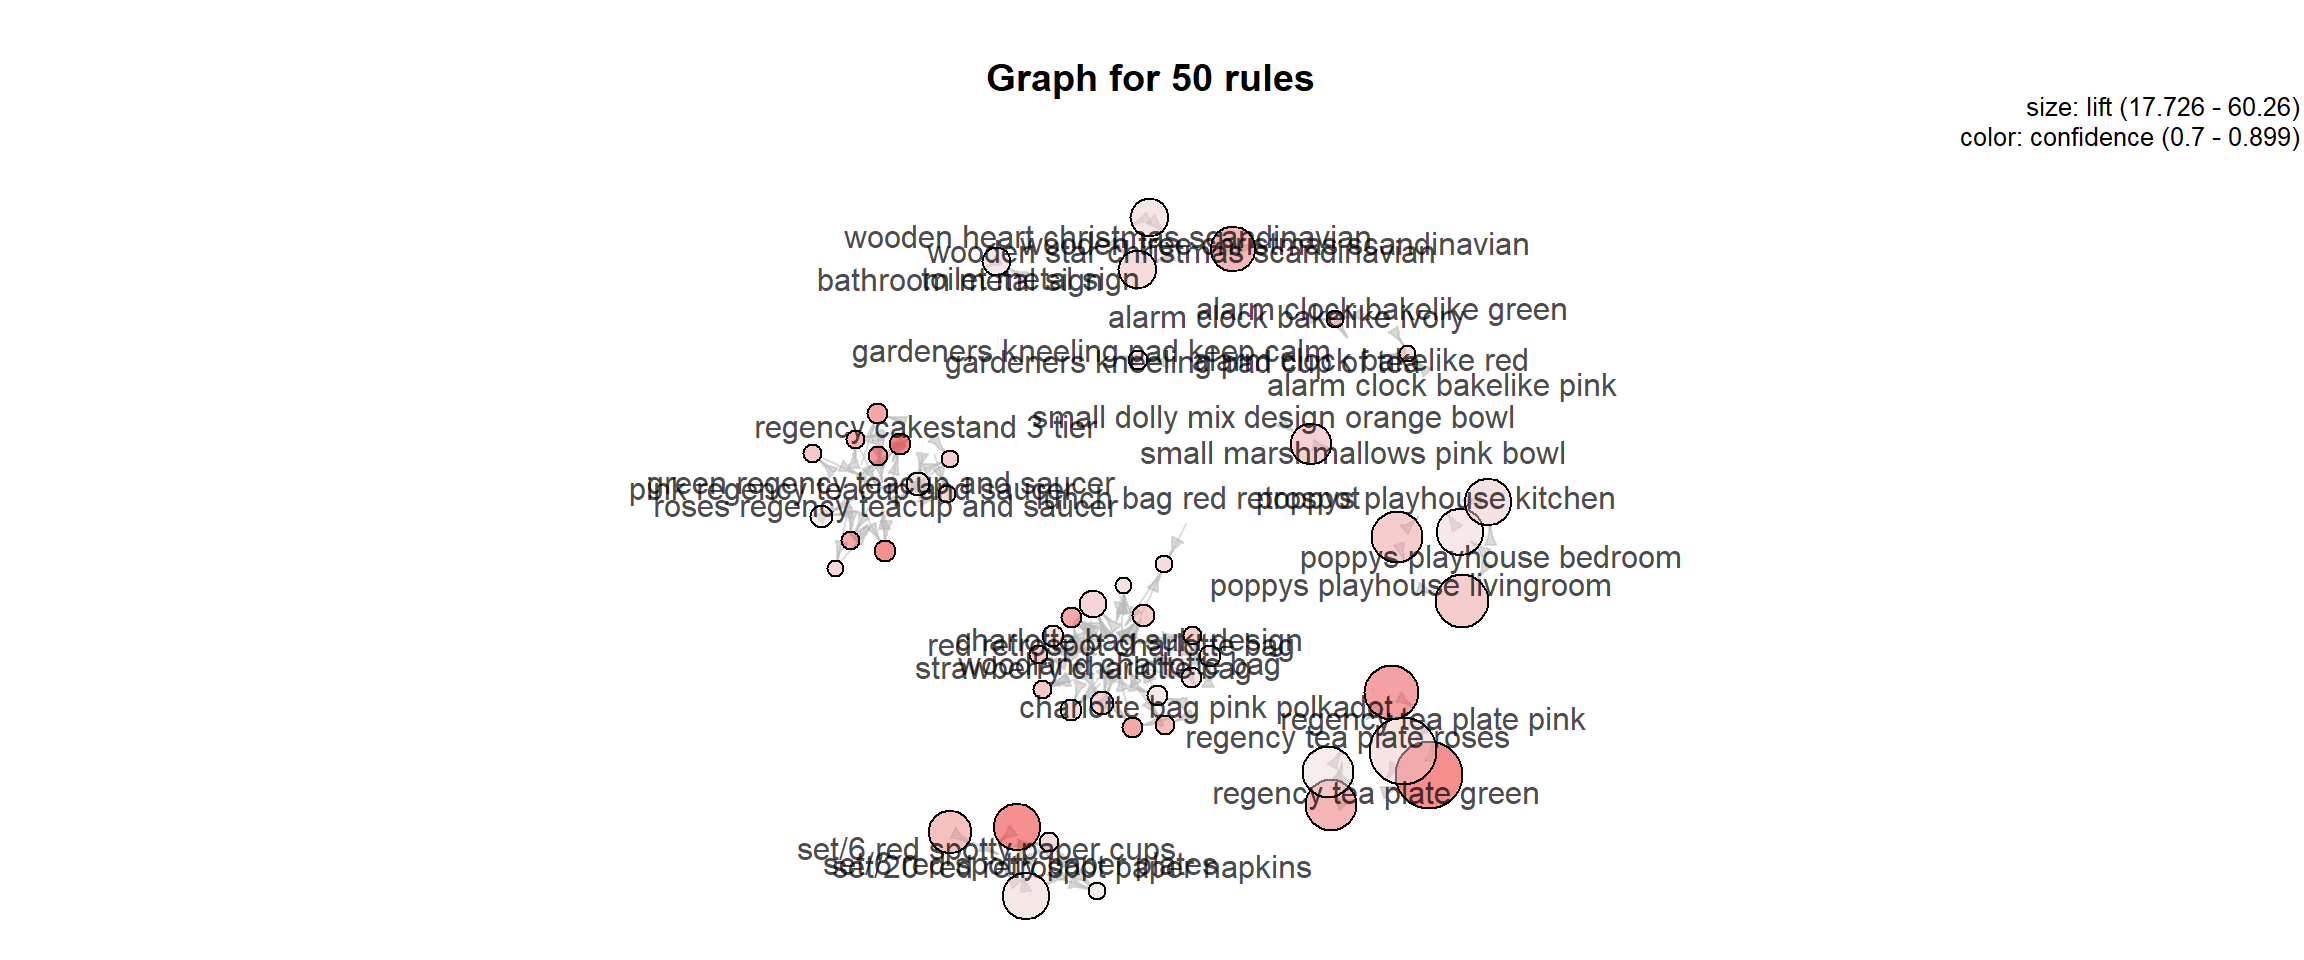 Graph for 50 rules
size: lift (17.726 - 60.26)
color: confidence (0.7 - 0.899)
wooden heart christmas scandinavian
wooden tree christmas scandinavian
wooden star christmas scandinavian
bathroom metal sign
toilet metal sign
alarm clock bakelike green
alarm clock bakelike ivory
gardeners kneeling pad keep calm
gardeners kneeling pad cup of tea
alarm clock bakelike red
alarm clock bakelike pink
small dolly mix design orange bowl
regency cakestand 3 tier
small marshmallows pink bowl
green regency teacup and saucer
pink regency teacup and saucer
roses regency teacup and saucer
lunch bag red retrospot
poppys playhouse kitchen
poppys playhouse bedroom
poppys playhouse livingroom
charlotte bag suki design
red retrospot charlotte bag
woodland charlotte bag
strawberry charlotte bag
charlotte bag pink polkadot
regency tea plate pink
regency tea plate roses
regency tea plate green
set/6 red spotty paper cups
set/6 red spotty paper plates
set/20 red retrospot paper napkins